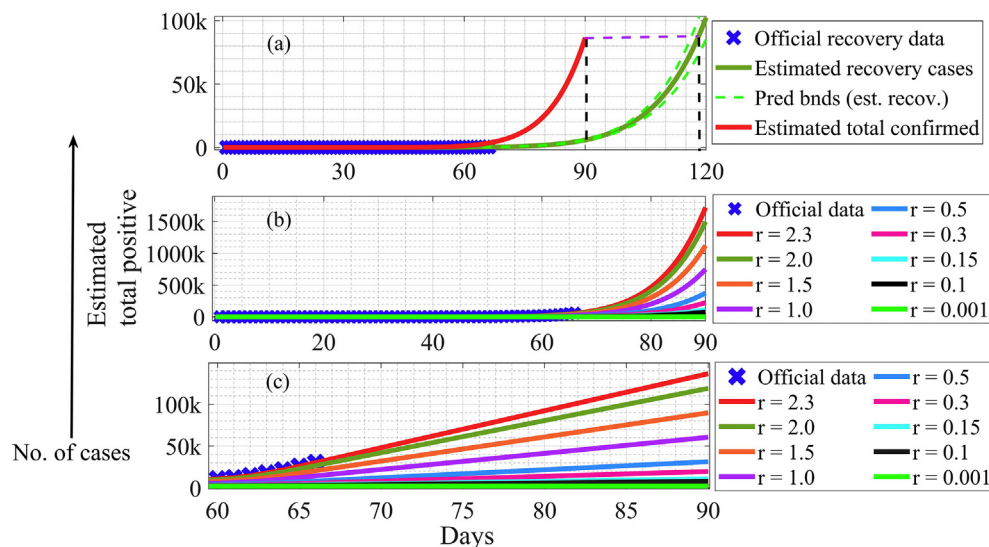 100k
50k
0
(a)
0 30 60 90 120
Official recovery data
Estimated recovery cases
Pred bnds (est. recov.)
Estimated total confirmed
No. of cases
Estimated
total positive
1500k
1000k
500k
0
(b)
0 20 40 60 80 90
Official data
r = 2.3
r = 2.0
r = 1.5
r = 1.0
r = 0.5
r = 0.3
r = 0.15
r = 0.1
r = 0.001
100k
50k
0
(c)
60 65 70 75 80 85 90
Days
Official data
r = 2.3
r = 2.0
r = 1.5
r = 1.0
r = 0.5
r = 0.3
r = 0.15
r = 0.1
r = 0.001